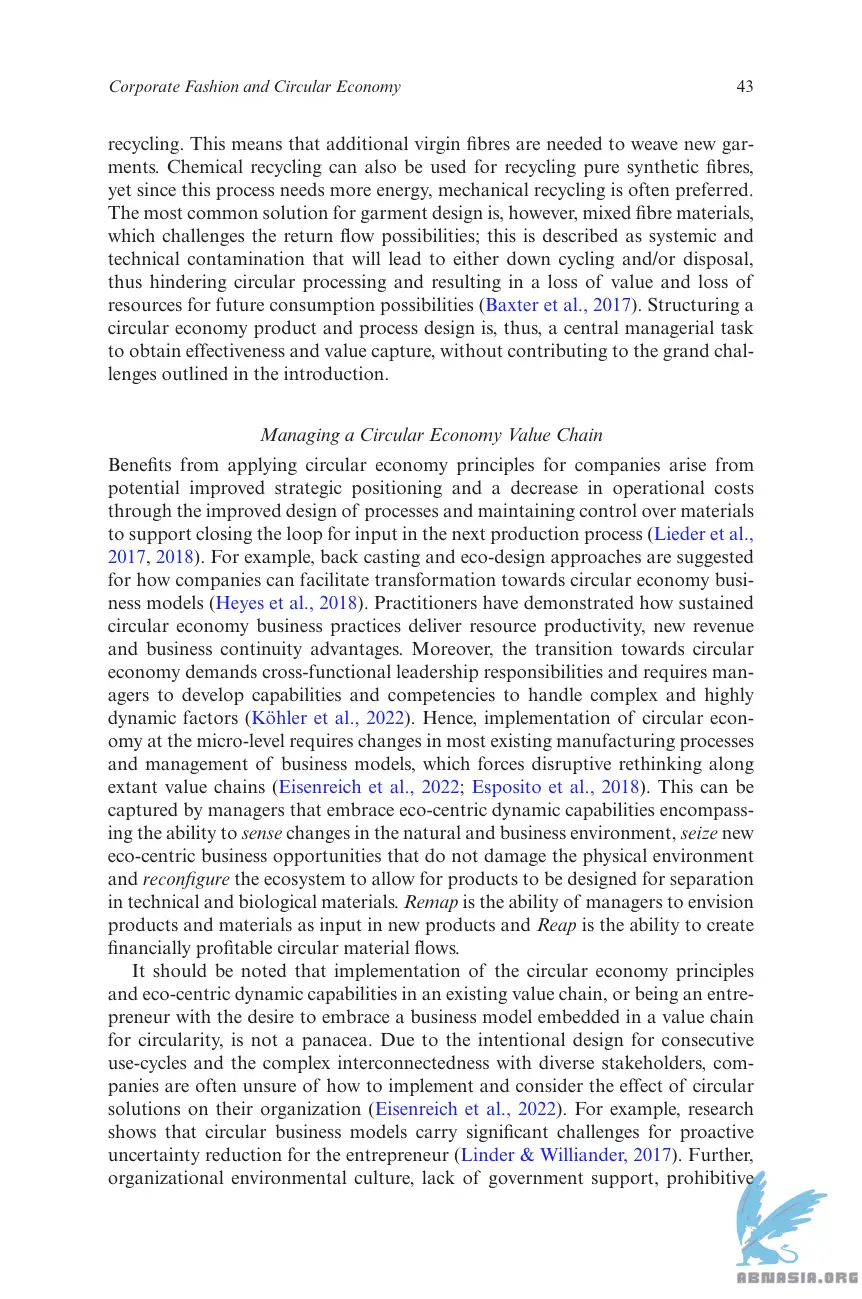 Corporate Fashion and Circular Economy 43
recycling. This means that additional virgin fibres are needed to weave new gar-
ments. Chemical recycling can also be used for recycling pure synthetic fibres,
yet since this process needs more energy, mechanical recycling is often preferred.
The most common solution for garment design is, however, mixed fibre materials,
which challenges the return flow possibilities; this is described as systemic and
technical contamination that will lead to either down cycling and/or disposal,
thus hindering circular processing and resulting in a loss of value and loss of
resources for future consumption possibilities (Baxter et al., 2017). Structuring a
circular economy product and process design is, thus, a central managerial task
to obtain effectiveness and value capture, without contributing to the grand chal-
lenges outlined in the introduction.
Managing a Circular Economy Value Chain
Benefits from applying circular economy principles for companies arise from
potential improved strategic positioning and a decrease in operational costs
through the improved design of processes and maintaining control over materials
to support closing the loop for input in the next production process (Lieder et al.,
2017, 2018). For example, back casting and eco-design approaches are suggested
for how companies can facilitate transformation towards circular economy busi-
ness models (Heyes et al., 2018). Practitioners have demonstrated how sustained
circular economy business practices deliver resource productivity, new revenue
and business continuity advantages. Moreover, the transition towards circular
economy demands cross-functional leadership responsibilities and requires man-
agers to develop capabilities and competencies to handle complex and highly
dynamic factors (Köhler et al., 2022). Hence, implementation of circular econ-
omy at the micro-level requires changes in most existing manufacturing processes
and management of business models, which forces disruptive rethinking along
extant value chains (Eisenreich et al., 2022; Esposito et al., 2018). This can be
captured by managers that embrace eco-centric dynamic capabilities encompass-
ing the ability to sense changes in the natural and business environment, seize new
eco-centric business opportunities that do not damage the physical environment
and reconfigure the ecosystem to allow for products to be designed for separation
in technical and biological materials. Remap is the ability of managers to envision
products and materials as input in new products and Reap is the ability to create
financially profitable circular material flows.
It should be noted that implementation of the circular economy principles
and eco-centric dynamic capabilities in an existing value chain, or being an entre-
preneur with the desire to embrace a business model embedded in a value chain
for circularity, is not a panacea. Due to the intentional design for consecutive
use-cycles and the complex interconnectedness with diverse stakeholders, com-
panies are often unsure of how to implement and consider the effect of circular
solutions on their organization (Eisenreich et al., 2022). For example, research
shows that circular business models carry significant challenges for proactive
uncertainty reduction for the entrepreneur (Linder & Williander, 2017). Further,
organizational environmental culture, lack of government support, prohibitive
ABNASIA.ORG